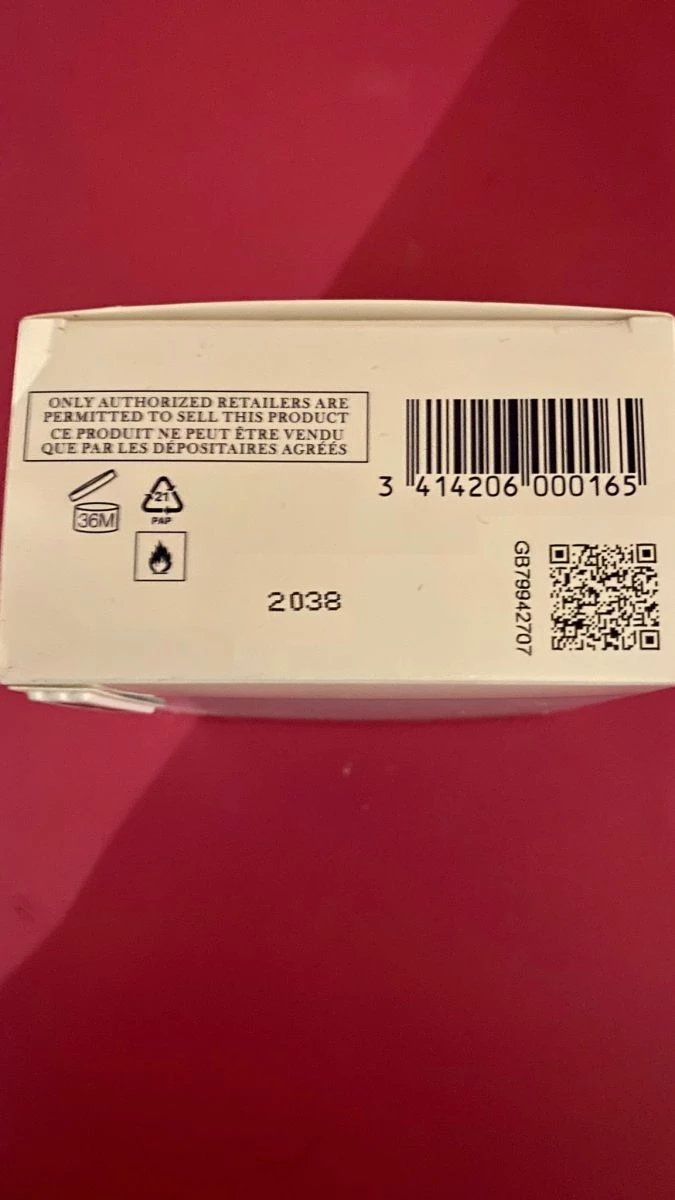 ONLY AUTHORIZED RETAILERS ARE
PERMITTED TO SELL THIS PRODUCT
CE PRODUIT NE PEUT ÊTRE VENDU
QUE PAR LES DÉPOSITAIRES AGRÉÉS
3 414206 000165
36M
21
PAP
2038
GB79942707